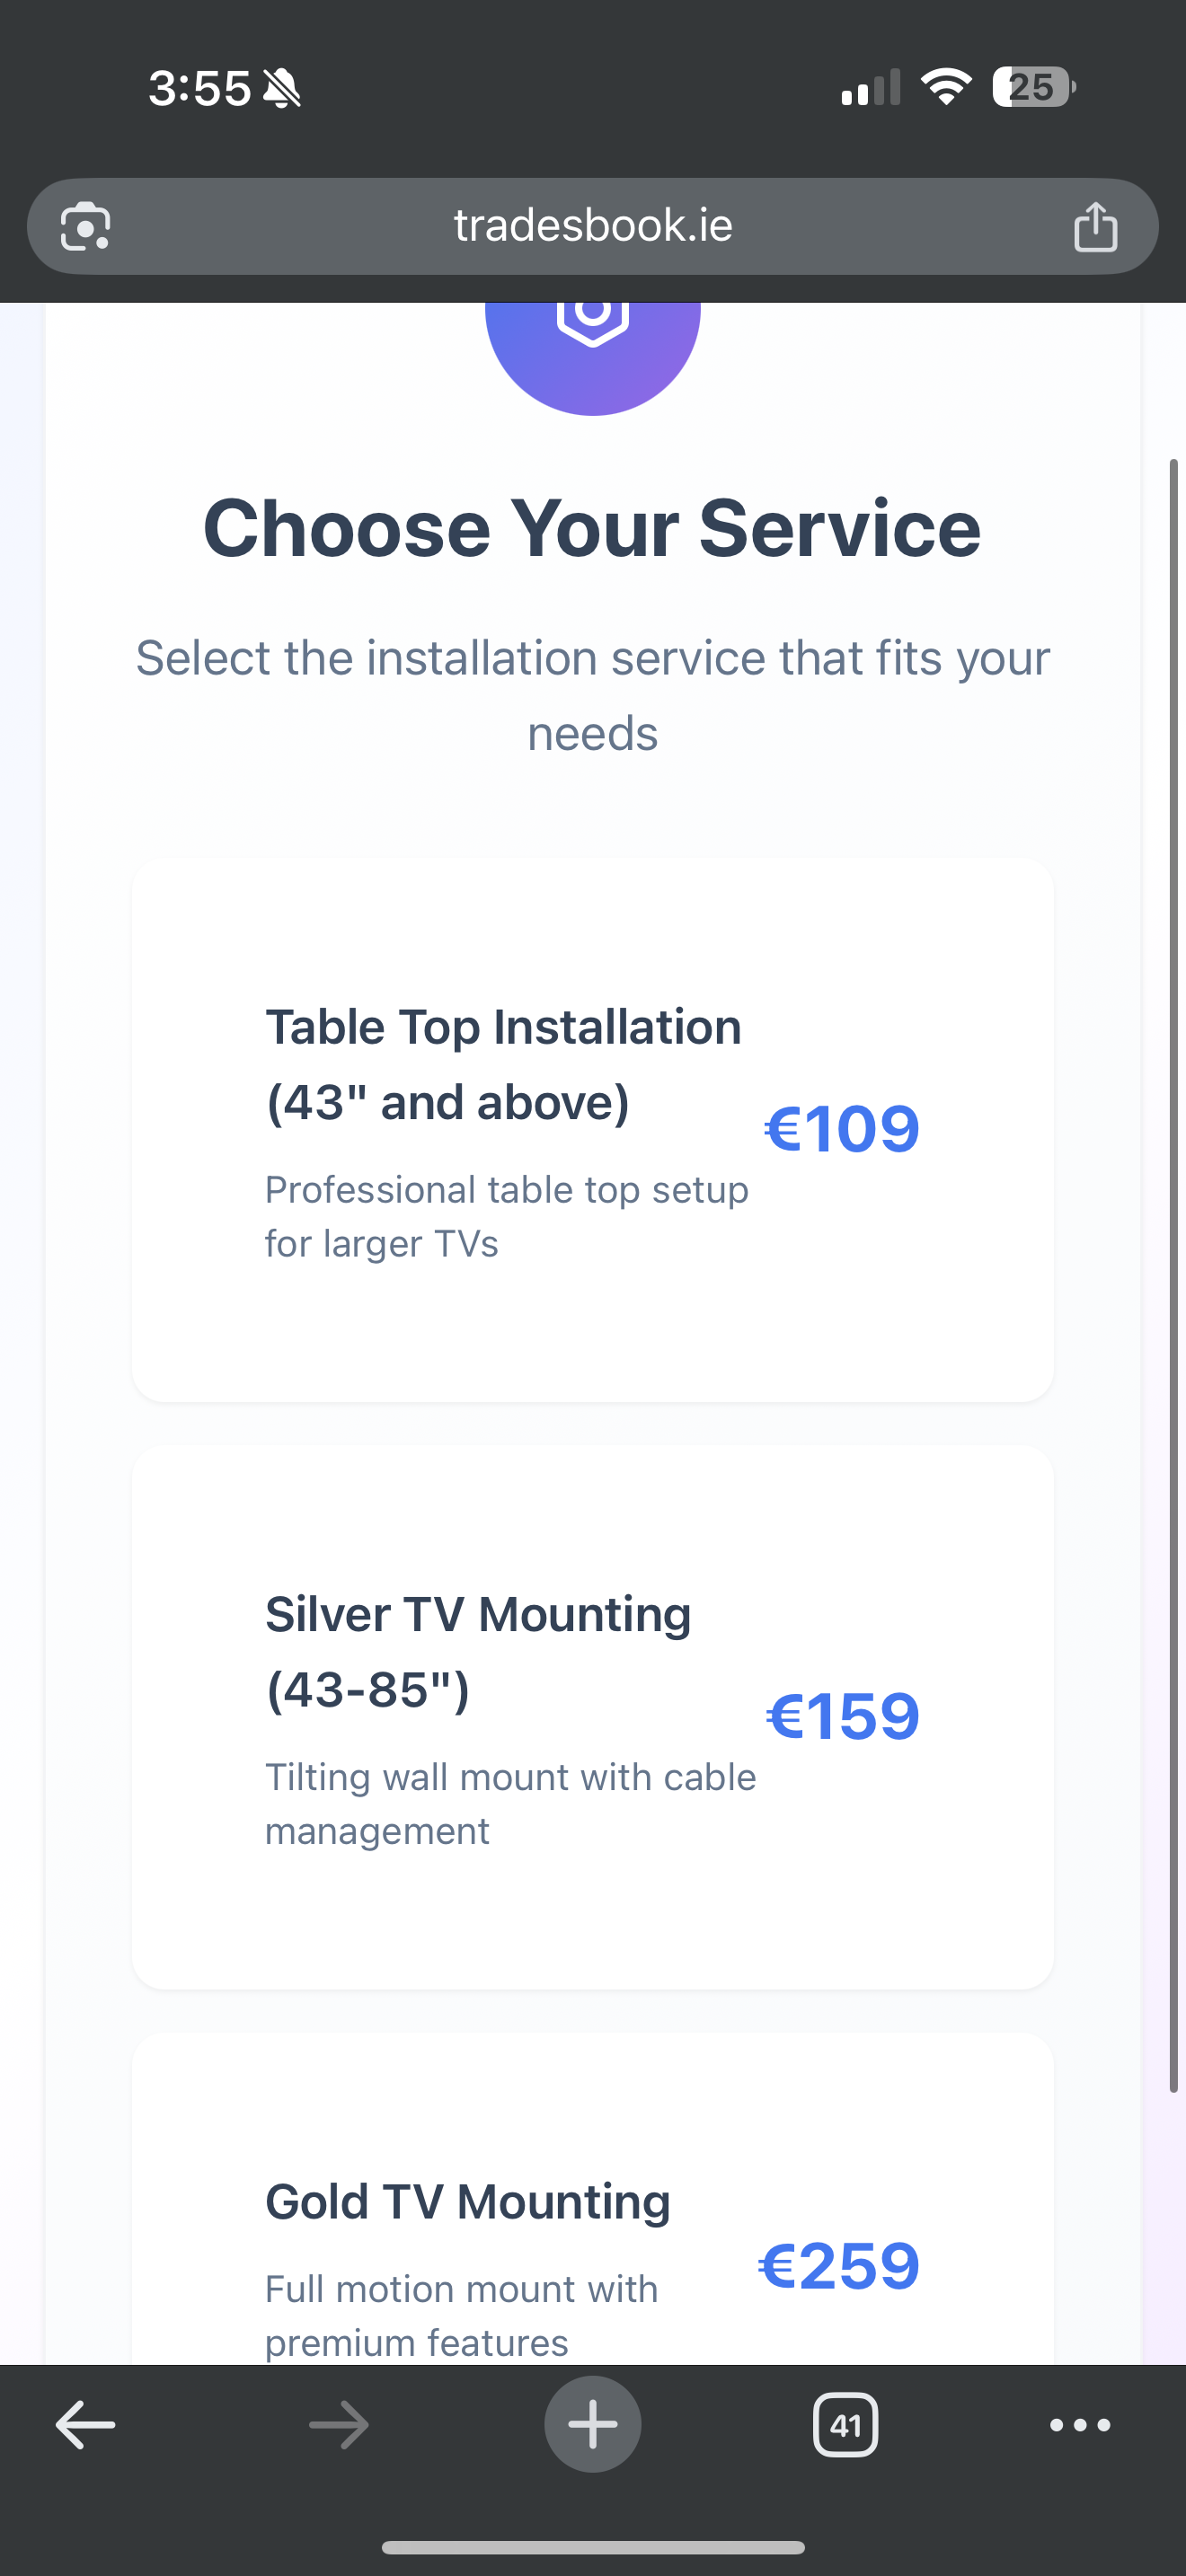 3:55
25
tradesbook.ie
Choose Your Service
Select the installation service that fits your
needs
Table Top Installation
(43" and above)
€109
Professional table top setup
for larger TVs
Silver TV Mounting
(43-85")
€159
Tilting wall mount with cable
management
Gold TV Mounting
€259
Full motion mount with
premium features
41